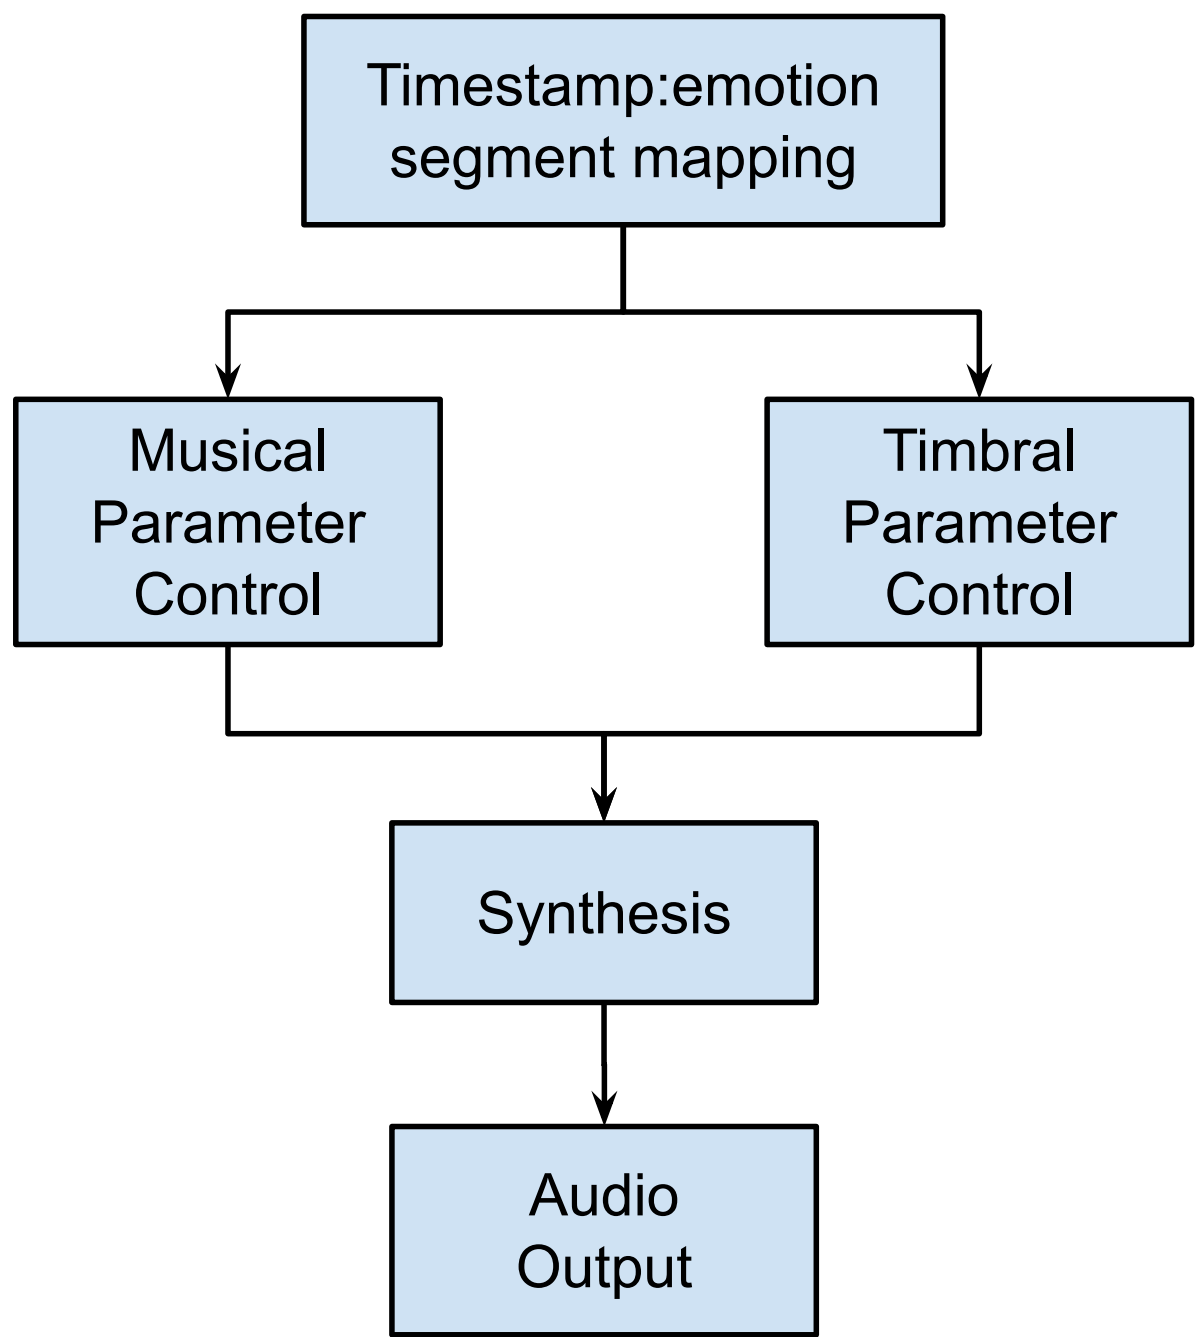 Timestamp:emotion
segment mapping
Musical
Parameter
Control
Timbral
Parameter
Control
Synthesis
Audio
Output